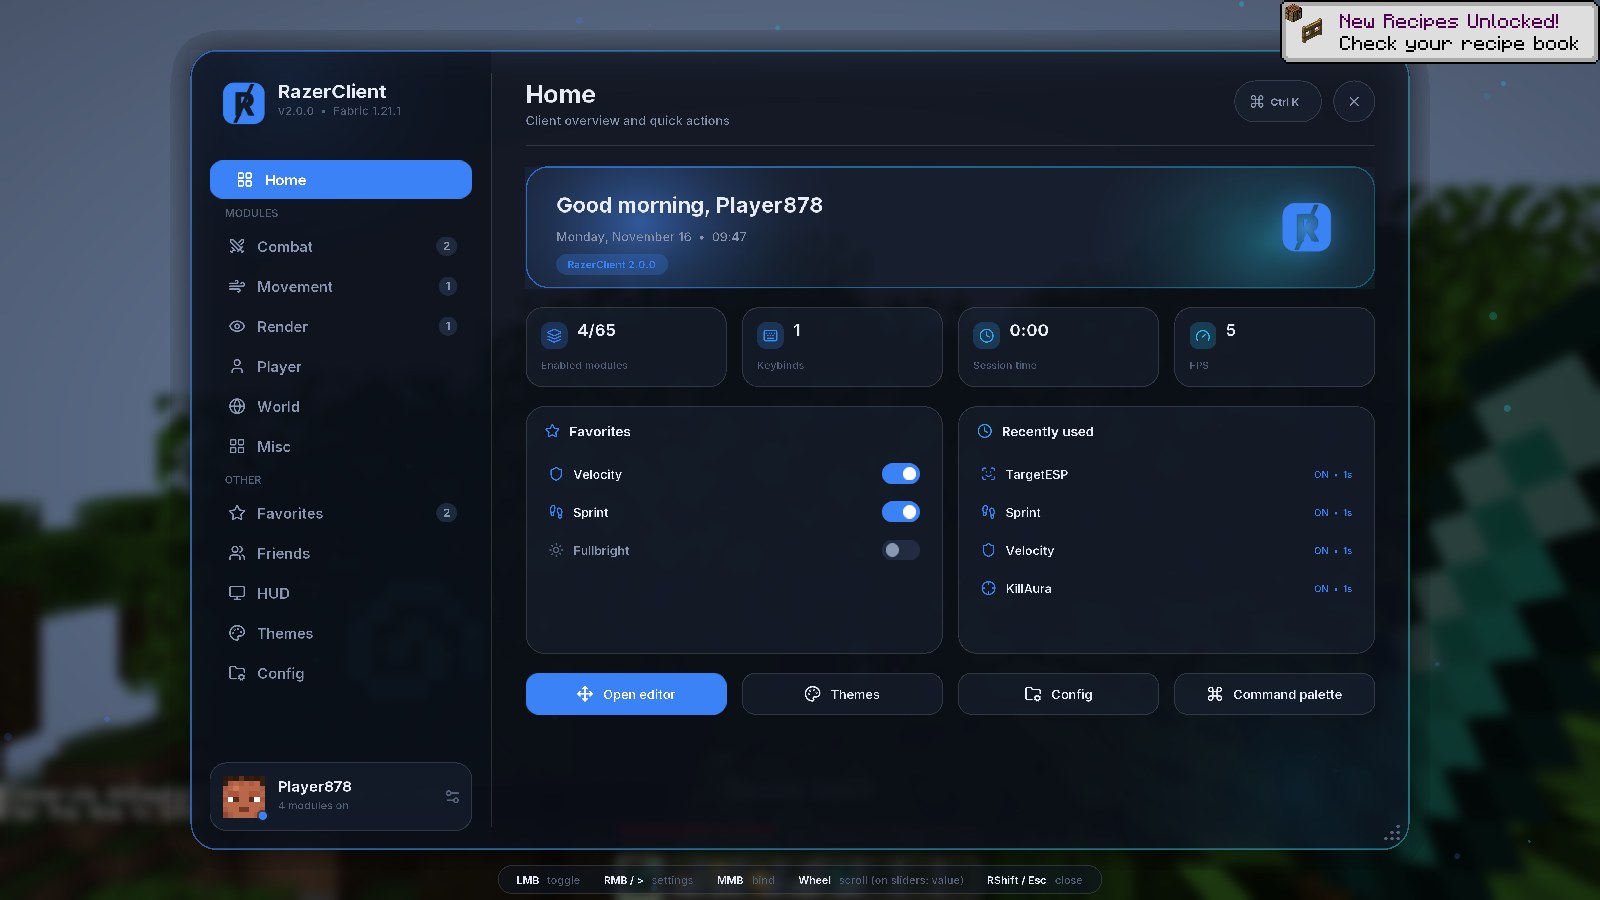 New Recipes Unlocked!
Check your recipe book
RazerClient
v2.0.0 • Fabric 1.21.1
Home
MODULES
Combat 2
Movement 1
Render 1
Player
World
Misc
OTHER
Favorites 2
Friends
HUD
Themes
Config
Player878
4 modules on
Home
Client overview and quick actions
Ctrl K
Good morning, Player878
Monday, November 16 • 09:47
RazerClient 2.0.0
4/65
Enabled modules
1
Keybinds
0:00
Session time
5
FPS
Favorites
Velocity
Sprint
Fullbright
Recently used
TargetESP ON • 1s
Sprint ON • 1s
Velocity ON • 1s
KillAura ON • 1s
Open editor
Themes
Config
Command palette
LMB toggle RMB / > settings MMB bind Wheel scroll (on sliders: value) RShift / Esc close